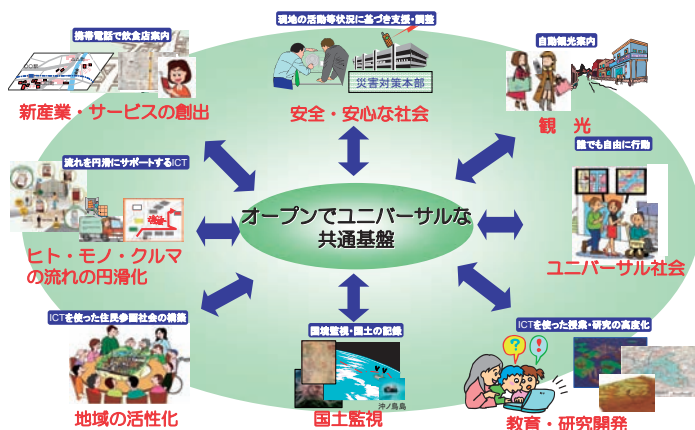 現地の活動等状況に基づき支援・調整
災害対策本部
安全・安心な社会
携帯電話で飲食店案内
新産業・サービスの創出
自動観光案内
観 光
流れを円滑にサポートするICT
ヒト・モノ・クルマ
の流れの円滑化
オープンでユニバーサルな
共通基盤
誰でも自由に行動
ユニバーサル社会
ICTを使った住民参画社会の構築
地域の活性化
国境監視・国土の記録
沖ノ鳥島
国土監視
ICTを使った授業・研究の高度化
?
!
教育・研究開発